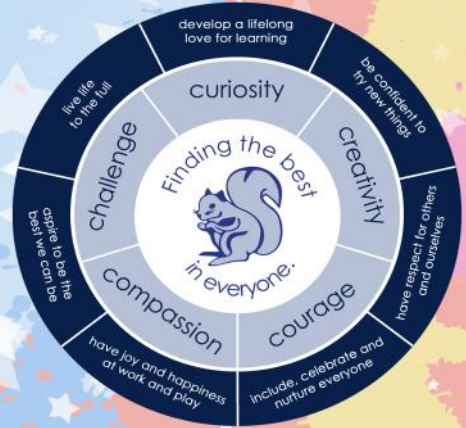 develop a lifelong
love for learning
be confident to
try new things
have respect for others
and ourselves
include, celebrate and
nurture everyone
have joy and happiness
at work and play
aspire to be the
best we can be
live life
to the full
curiosity
creativity
courage
compassion
challenge
Finding the best
in everyone.